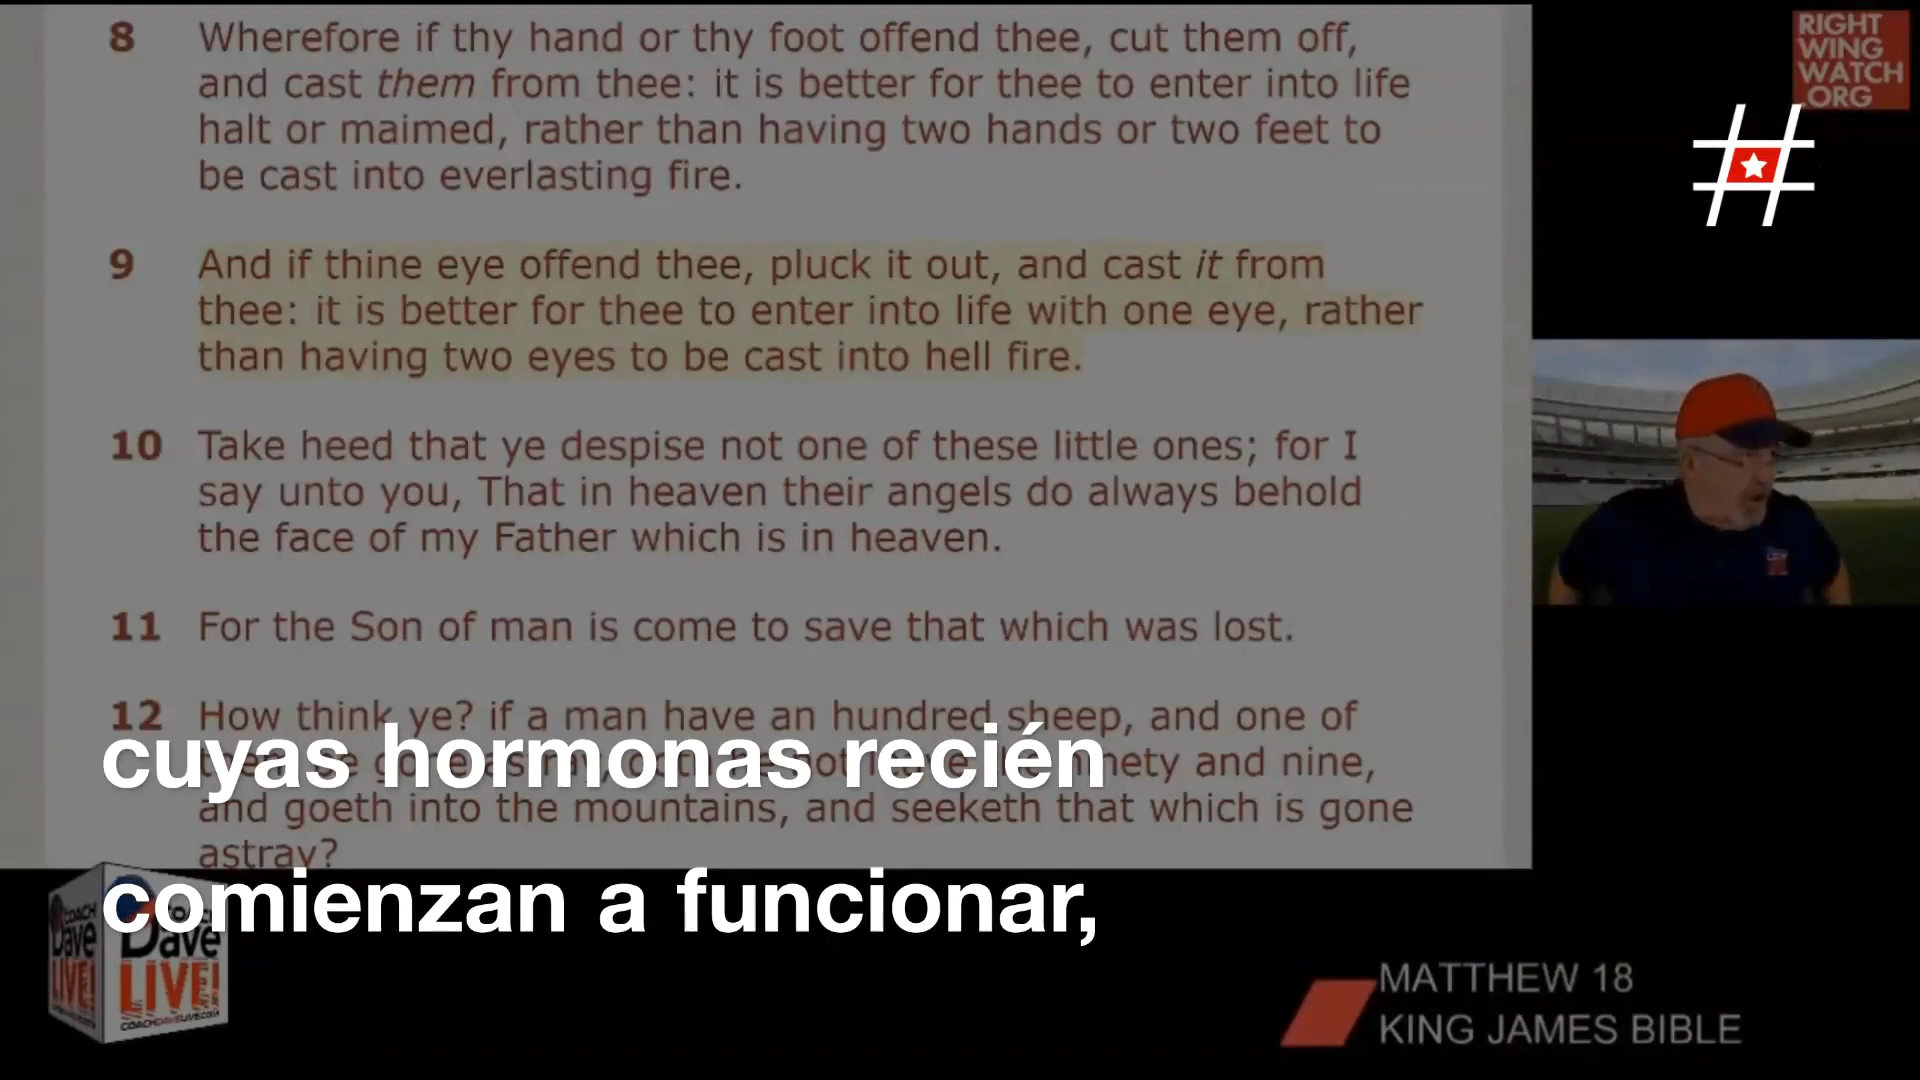 8 Wherefore if thy hand or thy foot offend thee, cut them off,
and cast them from thee: it is better for thee to enter into life
halt or maimed, rather than having two hands or two feet to
be cast into everlasting fire.
9 And if thine eye offend thee, pluck it out, and cast it from
thee: it is better for thee to enter into life with one eye, rather
than having two eyes to be cast into hell fire.
10 Take heed that ye despise not one of these little ones; for I
say unto you, That in heaven their angels do always behold
the face of my Father which is in heaven.
11 For the Son of man is come to save that which was lost.
12 How think ye? if a man have an hundred sheep, and one of
and nine,
and goeth into the mountains, and seeketh that which is gone
astray?
cuyas hormonas recién
comienzan a funcionar,
RIGHT
WING
WATCH
.ORG
#
COACH
Dave
LIVE!
Dave
LIVE!
COACHDAVELIVE.COM
MATTHEW 18
KING JAMES BIBLE